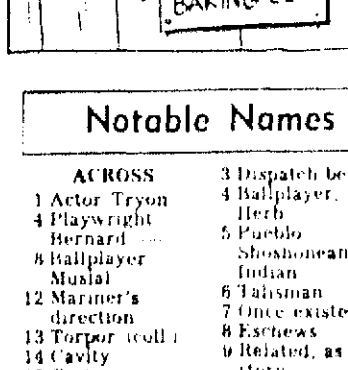 BAKING
Notable Names
ACROSS
1 Actor Tryon
4 Playwright
Bernard
8 Ballplayer
Musial
12 Mariner's
direction
13 Torpor (coll.)
14 Cavity
3 Dispatch be
4 Ballplayer,
Herb
5 Pueblo
Shoshonean
Indian
6 Talisman
7 Once existe
8 Eschews
9 Related, as